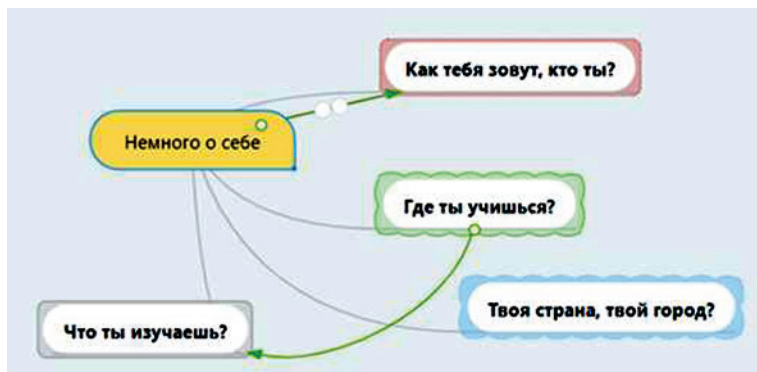 Как тебя зовут, кто ты?
Немного о себе
Где ты учишься?
Твоя страна, твой город?
Что ты изучаешь?